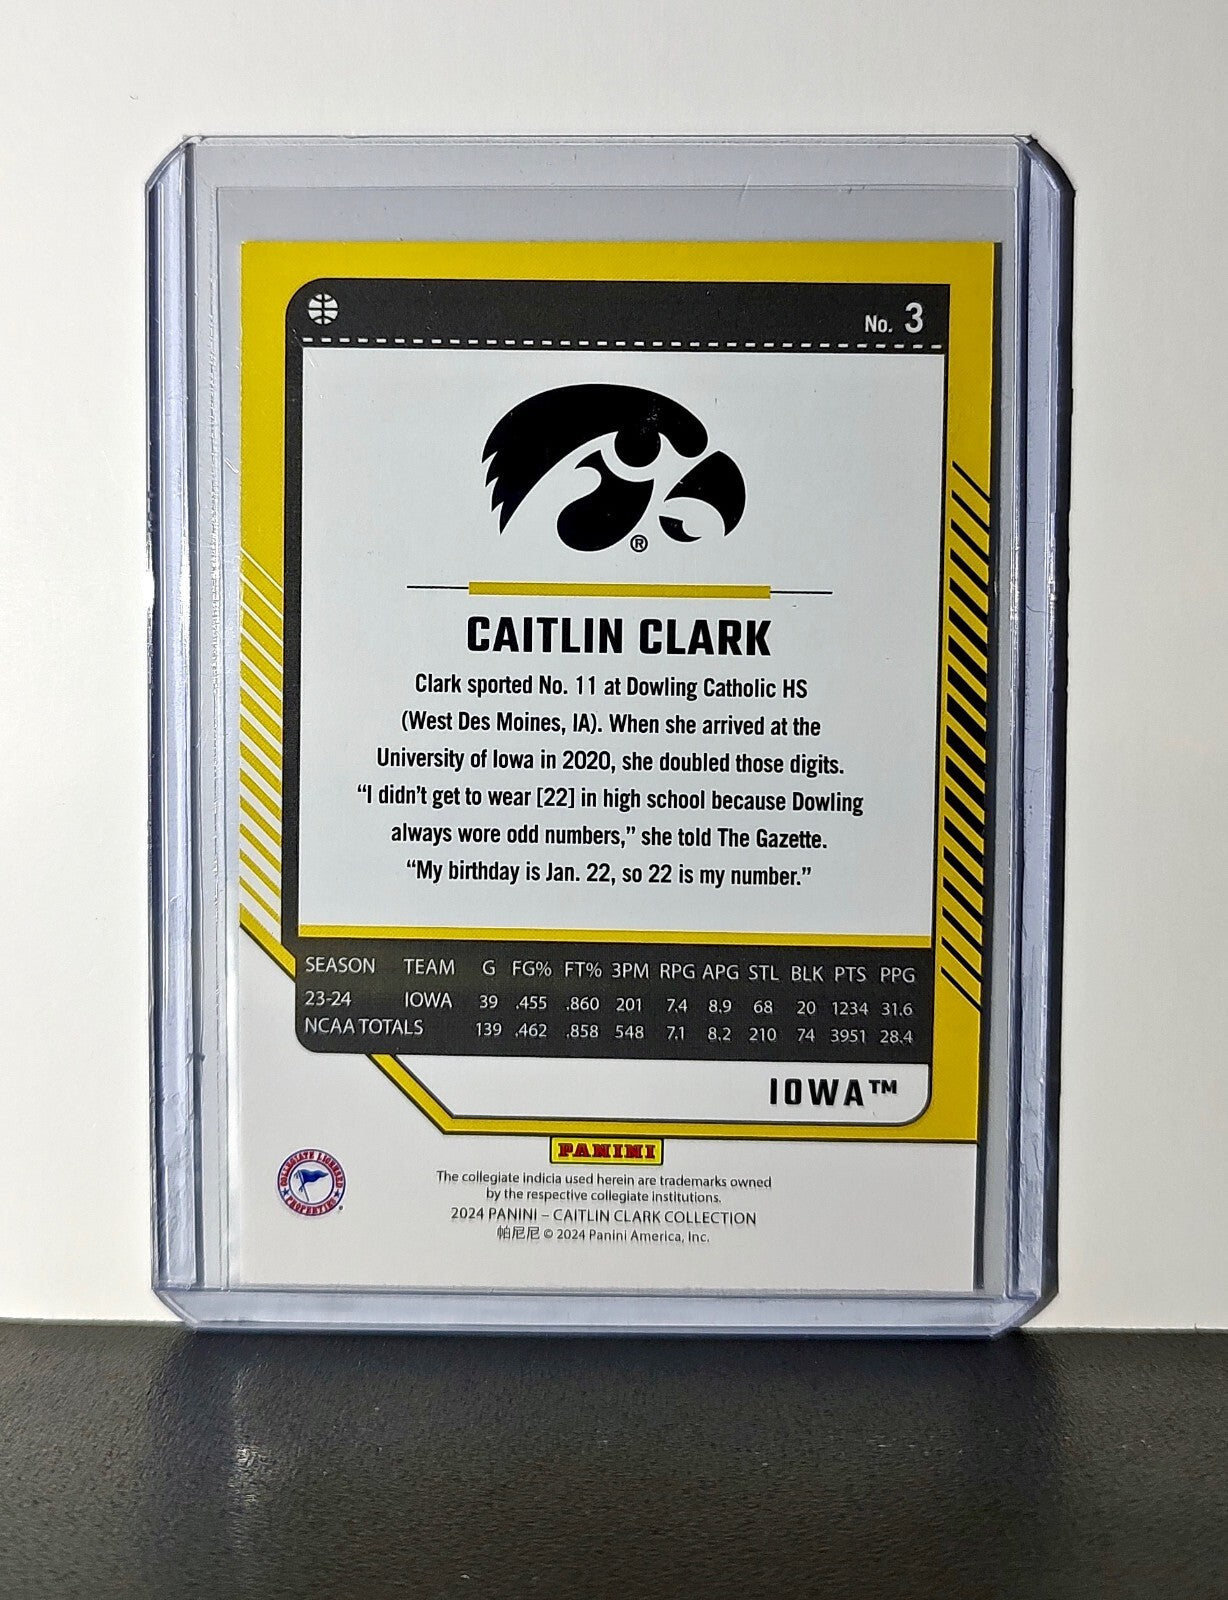 No. 3
®
CAITLIN CLARK
Clark sported No. 11 at Dowling Catholic HS
(West Des Moines, IA). When she arrived at the
University of Iowa in 2020, she doubled those digits.
“I didn’t get to wear [22] in high school because Dowling
always wore odd numbers,” she told The Gazette.
“My birthday is Jan. 22, so 22 is my number.”
SEASON TEAM G FG% FT% 3PM RPG APG STL BLK PTS PPG
23-24 IOWA 39 .455 .860 201 7.4 8.9 68 20 1234 31.6
NCAA TOTALS 139 .462 .858 548 7.1 8.2 210 74 3951 28.4
IOWA™
PANINI
COLLEGIATE LICENSED
PROPERTIES
The collegiate indicia used herein are trademarks owned
by the respective collegiate institutions.
2024 PANINI – CAITLIN CLARK COLLECTION
帕尼尼 © 2024 Panini America, Inc.